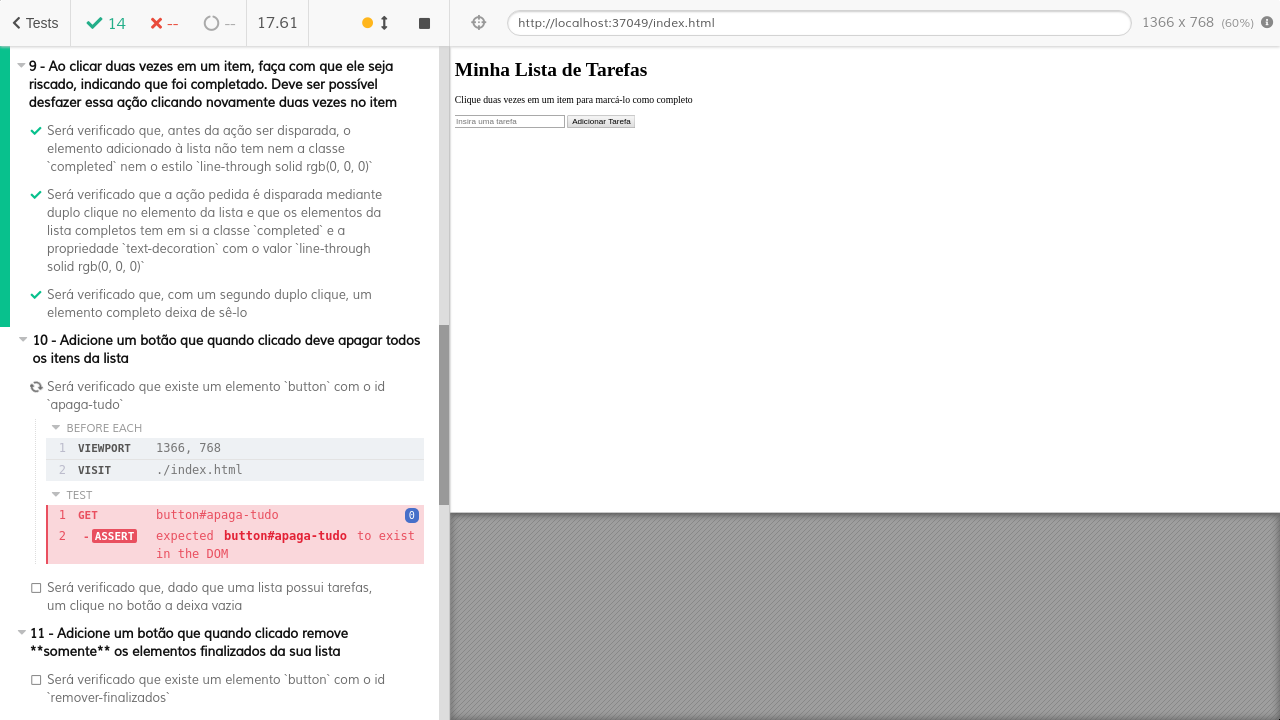 Tests
14
--
--
17.61
http://localhost:37049/index.html
1366 x 768 (60%)
9 - Ao clicar duas vezes em um item, faça com que ele seja
riscado, indicando que foi completado. Deve ser possível
desfazer essa ação clicando novamente duas vezes no item
Será verificado que, antes da ação ser disparada, o
elemento adicionado à lista não tem nem a classe
`completed` nem o estilo `line-through solid rgb(0, 0, 0)`
Será verificado que a ação pedida é disparada mediante
duplo clique no elemento da lista e que os elementos da
lista completos tem em si a classe `completed` e a
propriedade `text-decoration` com o valor `line-through
solid rgb(0, 0, 0)`
Será verificado que, com um segundo duplo clique, um
elemento completo deixa de sê-lo
10 - Adicione um botão que quando clicado deve apagar todos
os itens da lista
Será verificado que existe um elemento `button` com o id
`apaga-tudo`
BEFORE EACH
1 VIEWPORT 1366, 768
2 VISIT ./index.html
TEST
1 GET button#apaga-tudo 0
2 -ASSERT expected button#apaga-tudo to exist
in the DOM
Será verificado que, dado que uma lista possui tarefas,
um clique no botão a deixa vazia
11 - Adicione um botão que quando clicado remove
**somente** os elementos finalizados da sua lista
Será verificado que existe um elemento `button` com o id
`remover-finalizados`
Minha Lista de Tarefas
Clique duas vezes em um item para marcá-lo como completo
Insira uma tarefa
Adicionar Tarefa